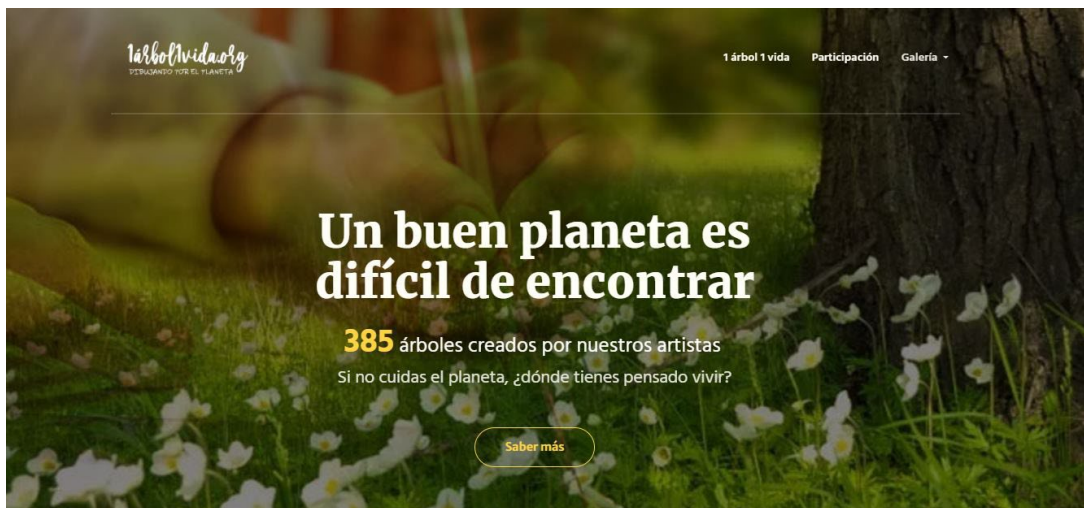 1árbol1vida.org
DIBUJANDO POR EL PLANETA
1 árbol 1 vida Participación Galería
Un buen planeta es
difícil de encontrar
385 árboles creados por nuestros artistas
Si no cuidas el planeta, ¿dónde tienes pensado vivir?
Saber más